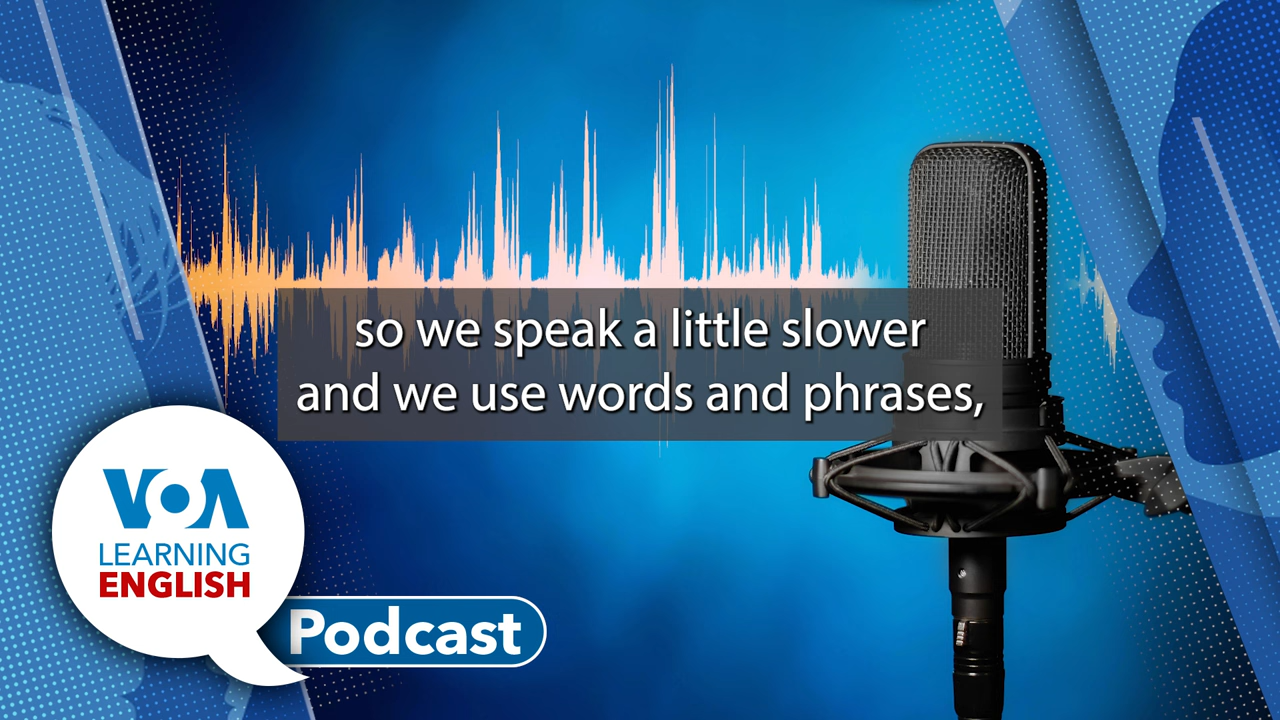 so we speak a little slower
and we use words and phrases,
VOA
LEARNING
ENGLISH
Podcast